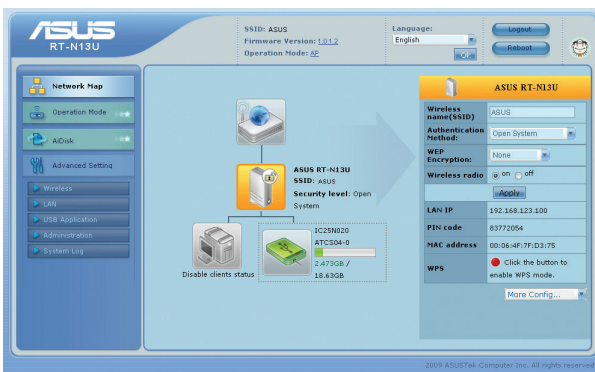 ASUS
RT-N13U
SSID: ASUS
Firmware Version: 1.0.1.2
Operation Mode: AP
Language:
English
Logout
Reboot
Network Map
Operation Mode
AiDisk
Advanced Setting
Wireless
LAN
USB Application
Administration
System Log
ASUS RT-N13U
SSID: ASUS
Security level: Open
System
Disable clients status
IC25N020
ATCS04-0
2.473GB /
18.63GB
ASUS RT-N13U
Wireless
name(SSID)
ASUS
Authentication
Method:
Open System
WEP
Encryption:
None
Wireless radio
on off
Apply
LAN IP
192.168.123.100
PIN code
83772054
MAC address
00:06:4F:7F:D3:75
WPS
Click the button to
enable WPS mode.
More Config...
2009 ASUSTek Computer Inc. All rights reserved